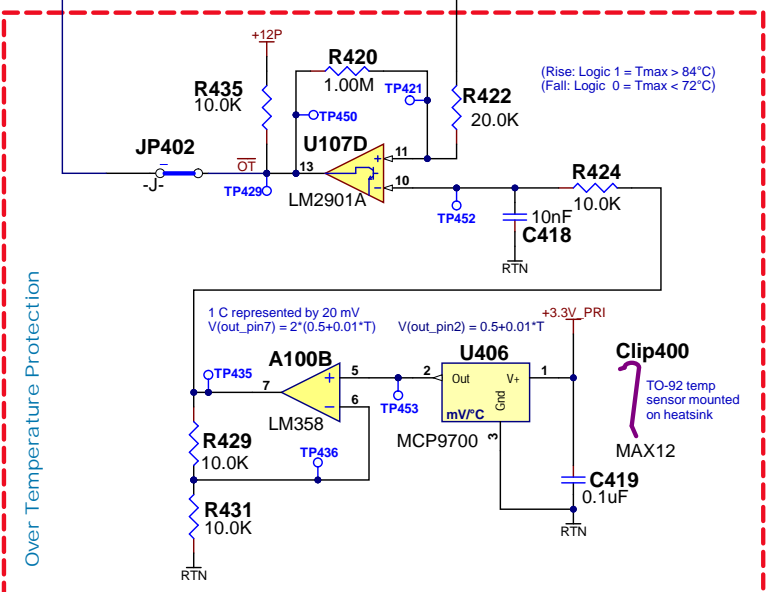 +12P
R420
1.00M
(Rise: Logic 1 = Tmax > 84°C)
(Fall: Logic 0 = Tmax < 72°C)
R435
10.0K
TP421
R422
20.0K
TP450
U107D
JP402
-J-
OT
13
11
+
-
10
TP429
LM2901A
R424
10.0K
TP452
10nF
C418
RTN
Over Temperature Protection
1 C represented by 20 mV
V(out_pin7) = 2*(0.5+0.01*T)
V(out_pin2) = 0.5+0.01*T
+3.3V_PRI
A100B
U406
Clip400
TP435
7
+
5
2
Out
V+
1
TO-92 temp
sensor mounted
on heatsink
-
6
TP453
Gnd
mV/°C
LM358
MCP9700
3
MAX12
R429
10.0K
TP436
C419
0.1uF
R431
10.0K
RTN
RTN